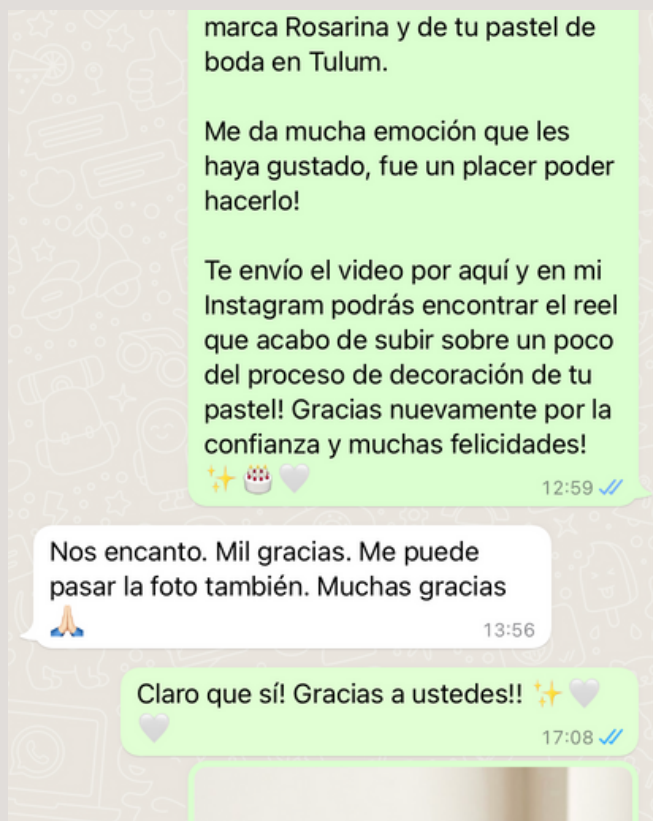 marca Rosarina y de tu pastel de
boda en Tulum.
Me da mucha emoción que les
haya gustado, fue un placer poder
hacerlo!
Te envío el video por aquí y en mi
Instagram podrás encontrar el reel
que acabo de subir sobre un poco
del proceso de decoración de tu
pastel! Gracias nuevamente por la
confianza y muchas felicidades!
✨🎂🤍
12:59
Nos encanto. Mil gracias. Me puede
pasar la foto también. Muchas gracias
🙏🏻
13:56
Claro que sí! Gracias a ustedes!! ✨🤍
🤍
17:08